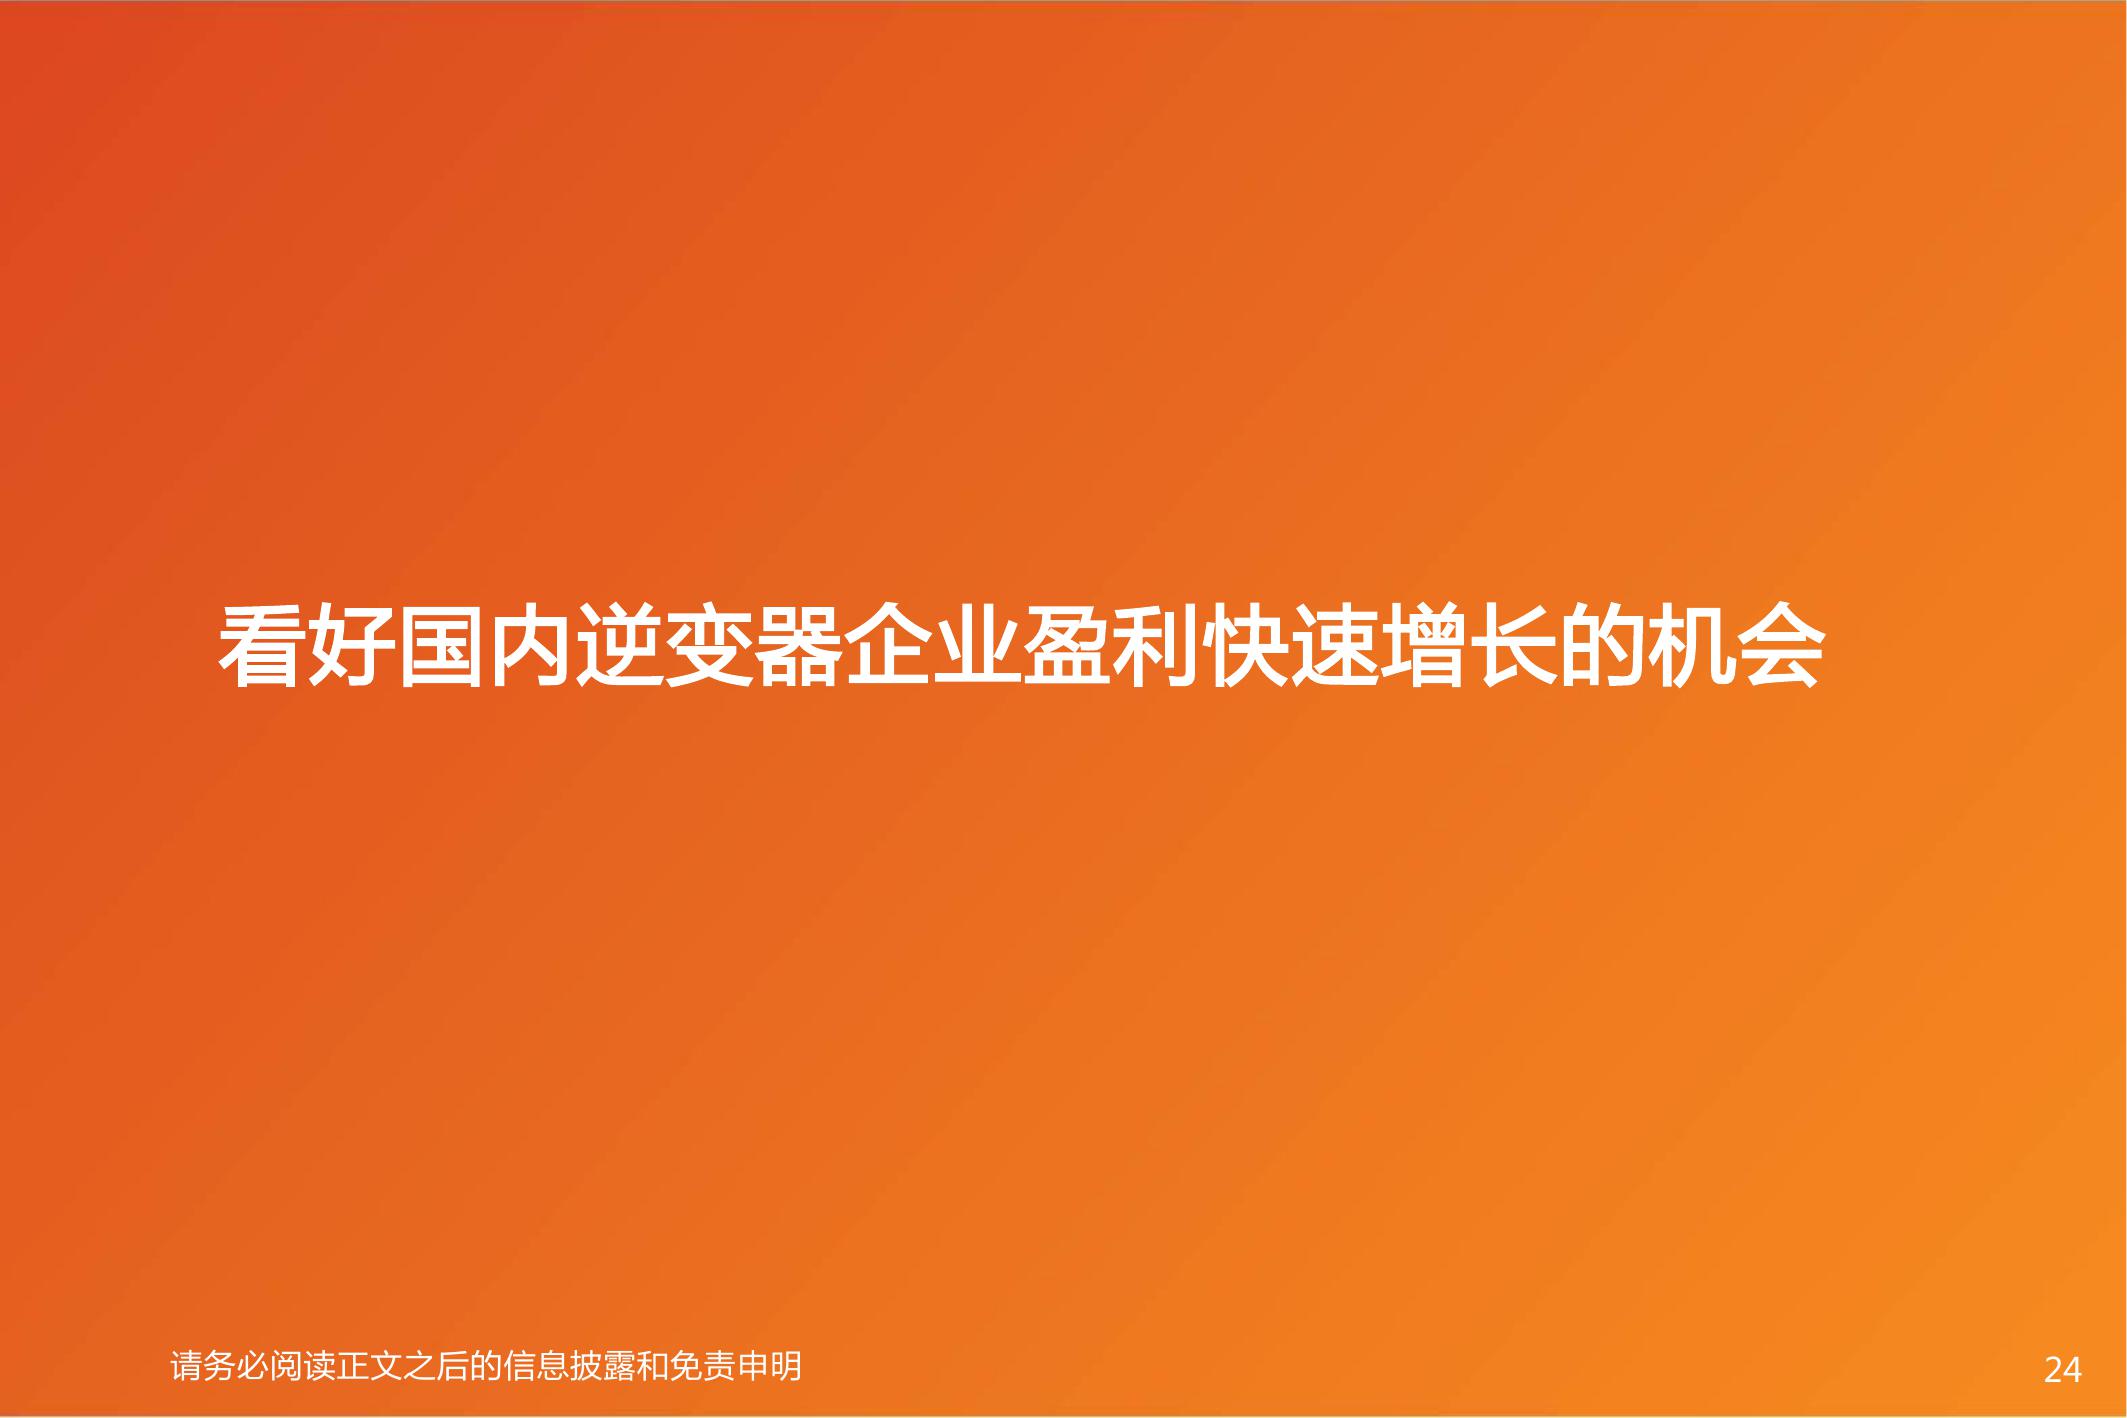 看好国内逆变器企业盈利快速增长的机会
请务必阅读正文之后的信息披露和免责申明
24